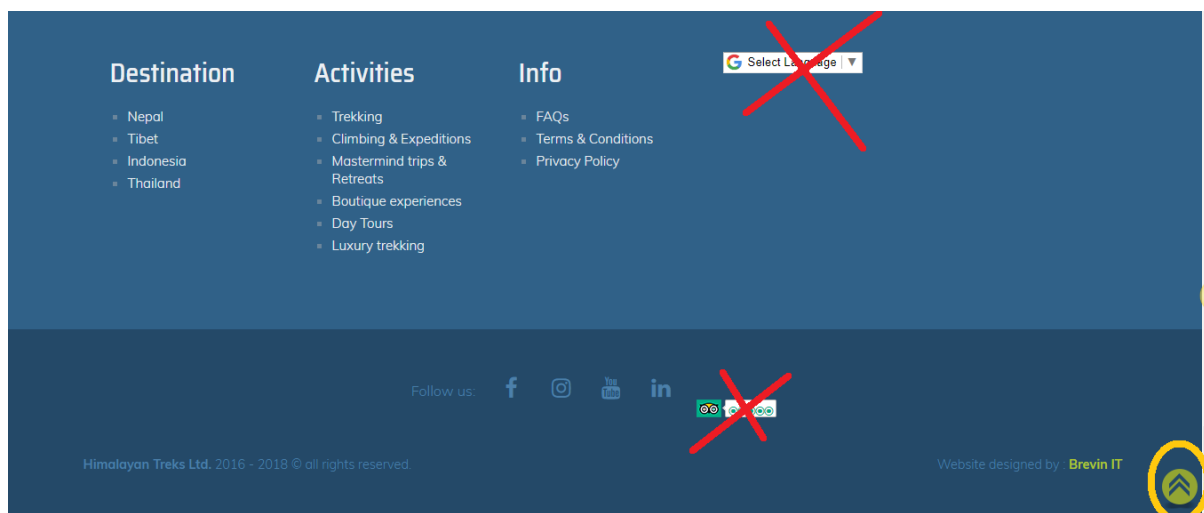 Destination
Nepal
Tibet
Indonesia
Thailand
Activities
Trekking
Climbing & Expeditions
Mastermind trips &
Retreats
Boutique experiences
Day Tours
Luxury trekking
Info
FAQs
Terms & Conditions
Privacy Policy
Select Language
Follow us:
You
Tube
Himalayan Treks Ltd. 2016 - 2018 © all rights reserved.
Website designed by : Brevin IT